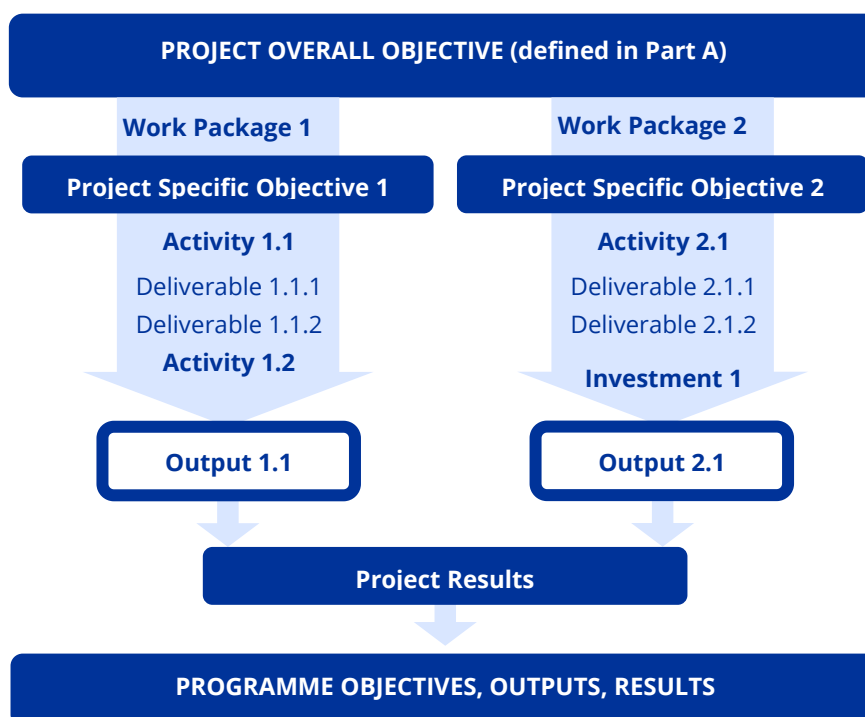 PROJECT OVERALL OBJECTIVE (defined in Part A)
Work Package 1
Project Specific Objective 1
Activity 1.1
Deliverable 1.1.1
Deliverable 1.1.2
Activity 1.2
Output 1.1
Work Package 2
Project Specific Objective 2
Activity 2.1
Deliverable 2.1.1
Deliverable 2.1.2
Investment 1
Output 2.1
Project Results
PROGRAMME OBJECTIVES, OUTPUTS, RESULTS